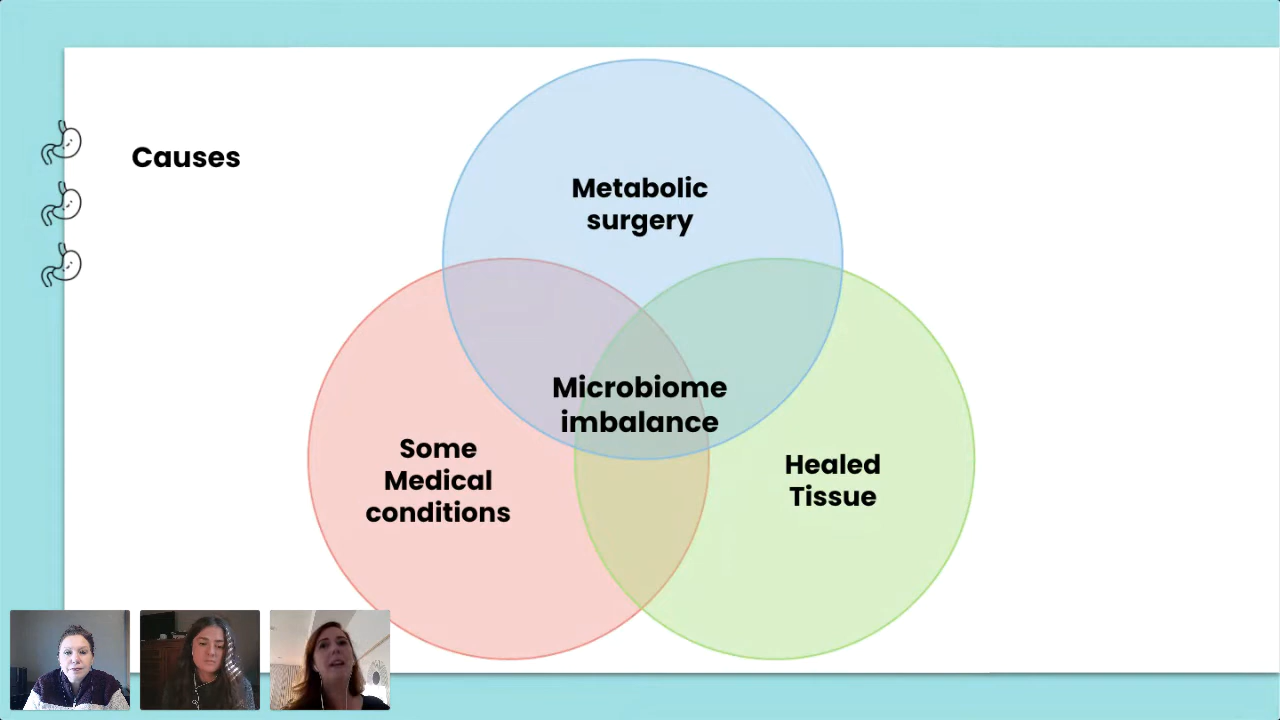 Causes
Metabolic
surgery
Microbiome
imbalance
Some
Medical
conditions
Healed
Tissue